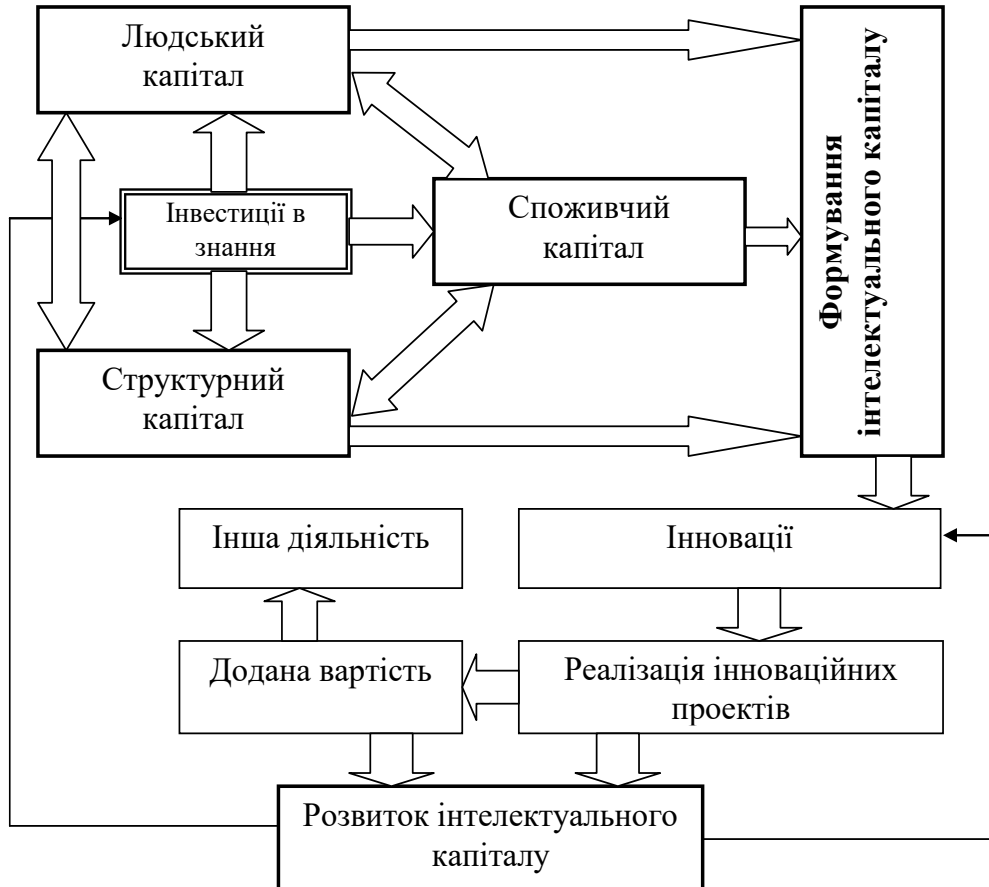 Людський
капітал
Формування
інтелектуального капіталу
Інвестиції в
знання
Споживчий
капітал
Структурний
капітал
Інша діяльність
Інновації
Додана вартість
Реалізація інноваційних
проектів
Розвиток інтелектуального
капіталу